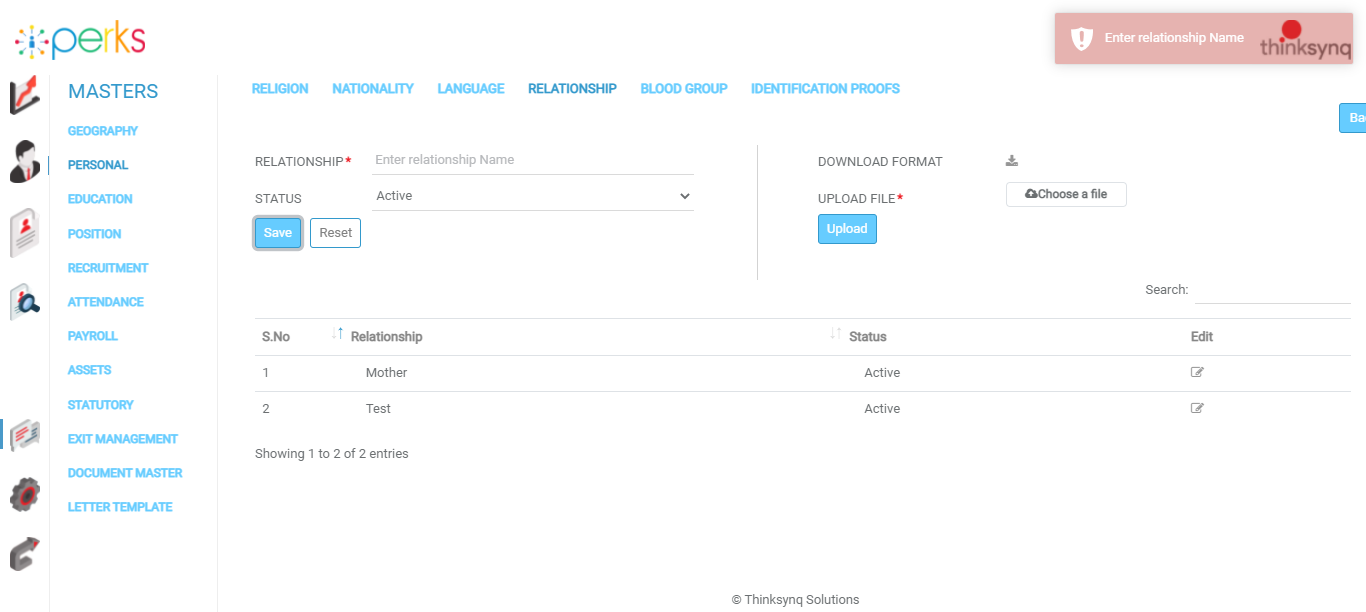 perks
Enter relationship Name
thinksynq
MASTERS
GEOGRAPHY
PERSONAL
EDUCATION
POSITION
RECRUITMENT
ATTENDANCE
PAYROLL
ASSETS
STATUTORY
EXIT MANAGEMENT
DOCUMENT MASTER
LETTER TEMPLATE
RELIGION NATIONALITY LANGUAGE RELATIONSHIP BLOOD GROUP IDENTIFICATION PROOFS
RELATIONSHIP* Enter relationship Name
STATUS Active
Save Reset
DOWNLOAD FORMAT
UPLOAD FILE* Choose a file
Upload
Search:
S.No Relationship Status Edit
1 Mother Active
2 Test Active
Showing 1 to 2 of 2 entries
© Thinksynq Solutions